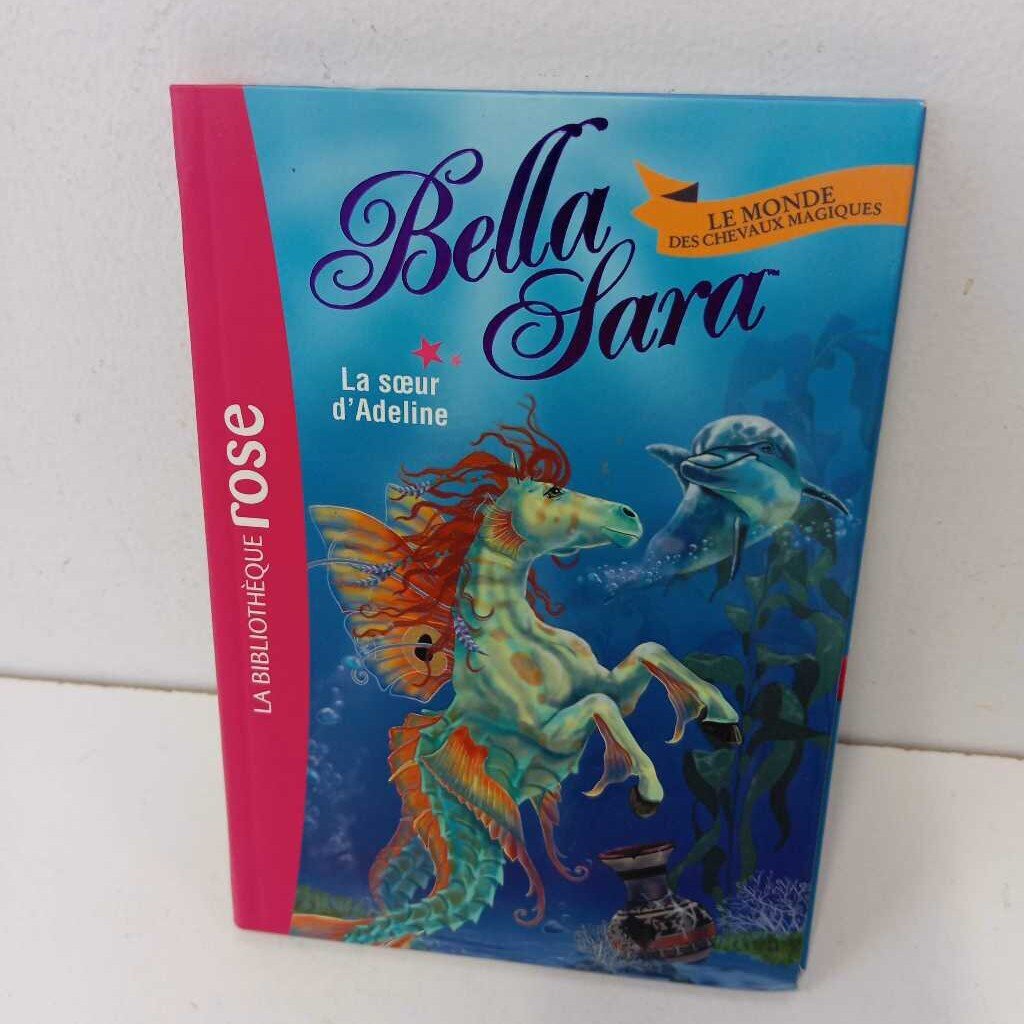 Bella
Sara™
LE MONDE
DES CHEVAUX MAGIQUES
La sœur
d'Adeline
LA BIBLIOTHÈQUE rose